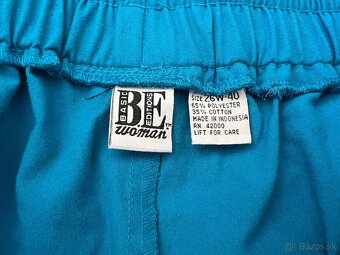 BASIC
BE
EDITIONS
woman
SIZE 26W-40
65% POLYESTER
35% COTTON
MADE IN INDONESIA
RN 42000
LIFT FOR CARE
© Bazos.sk